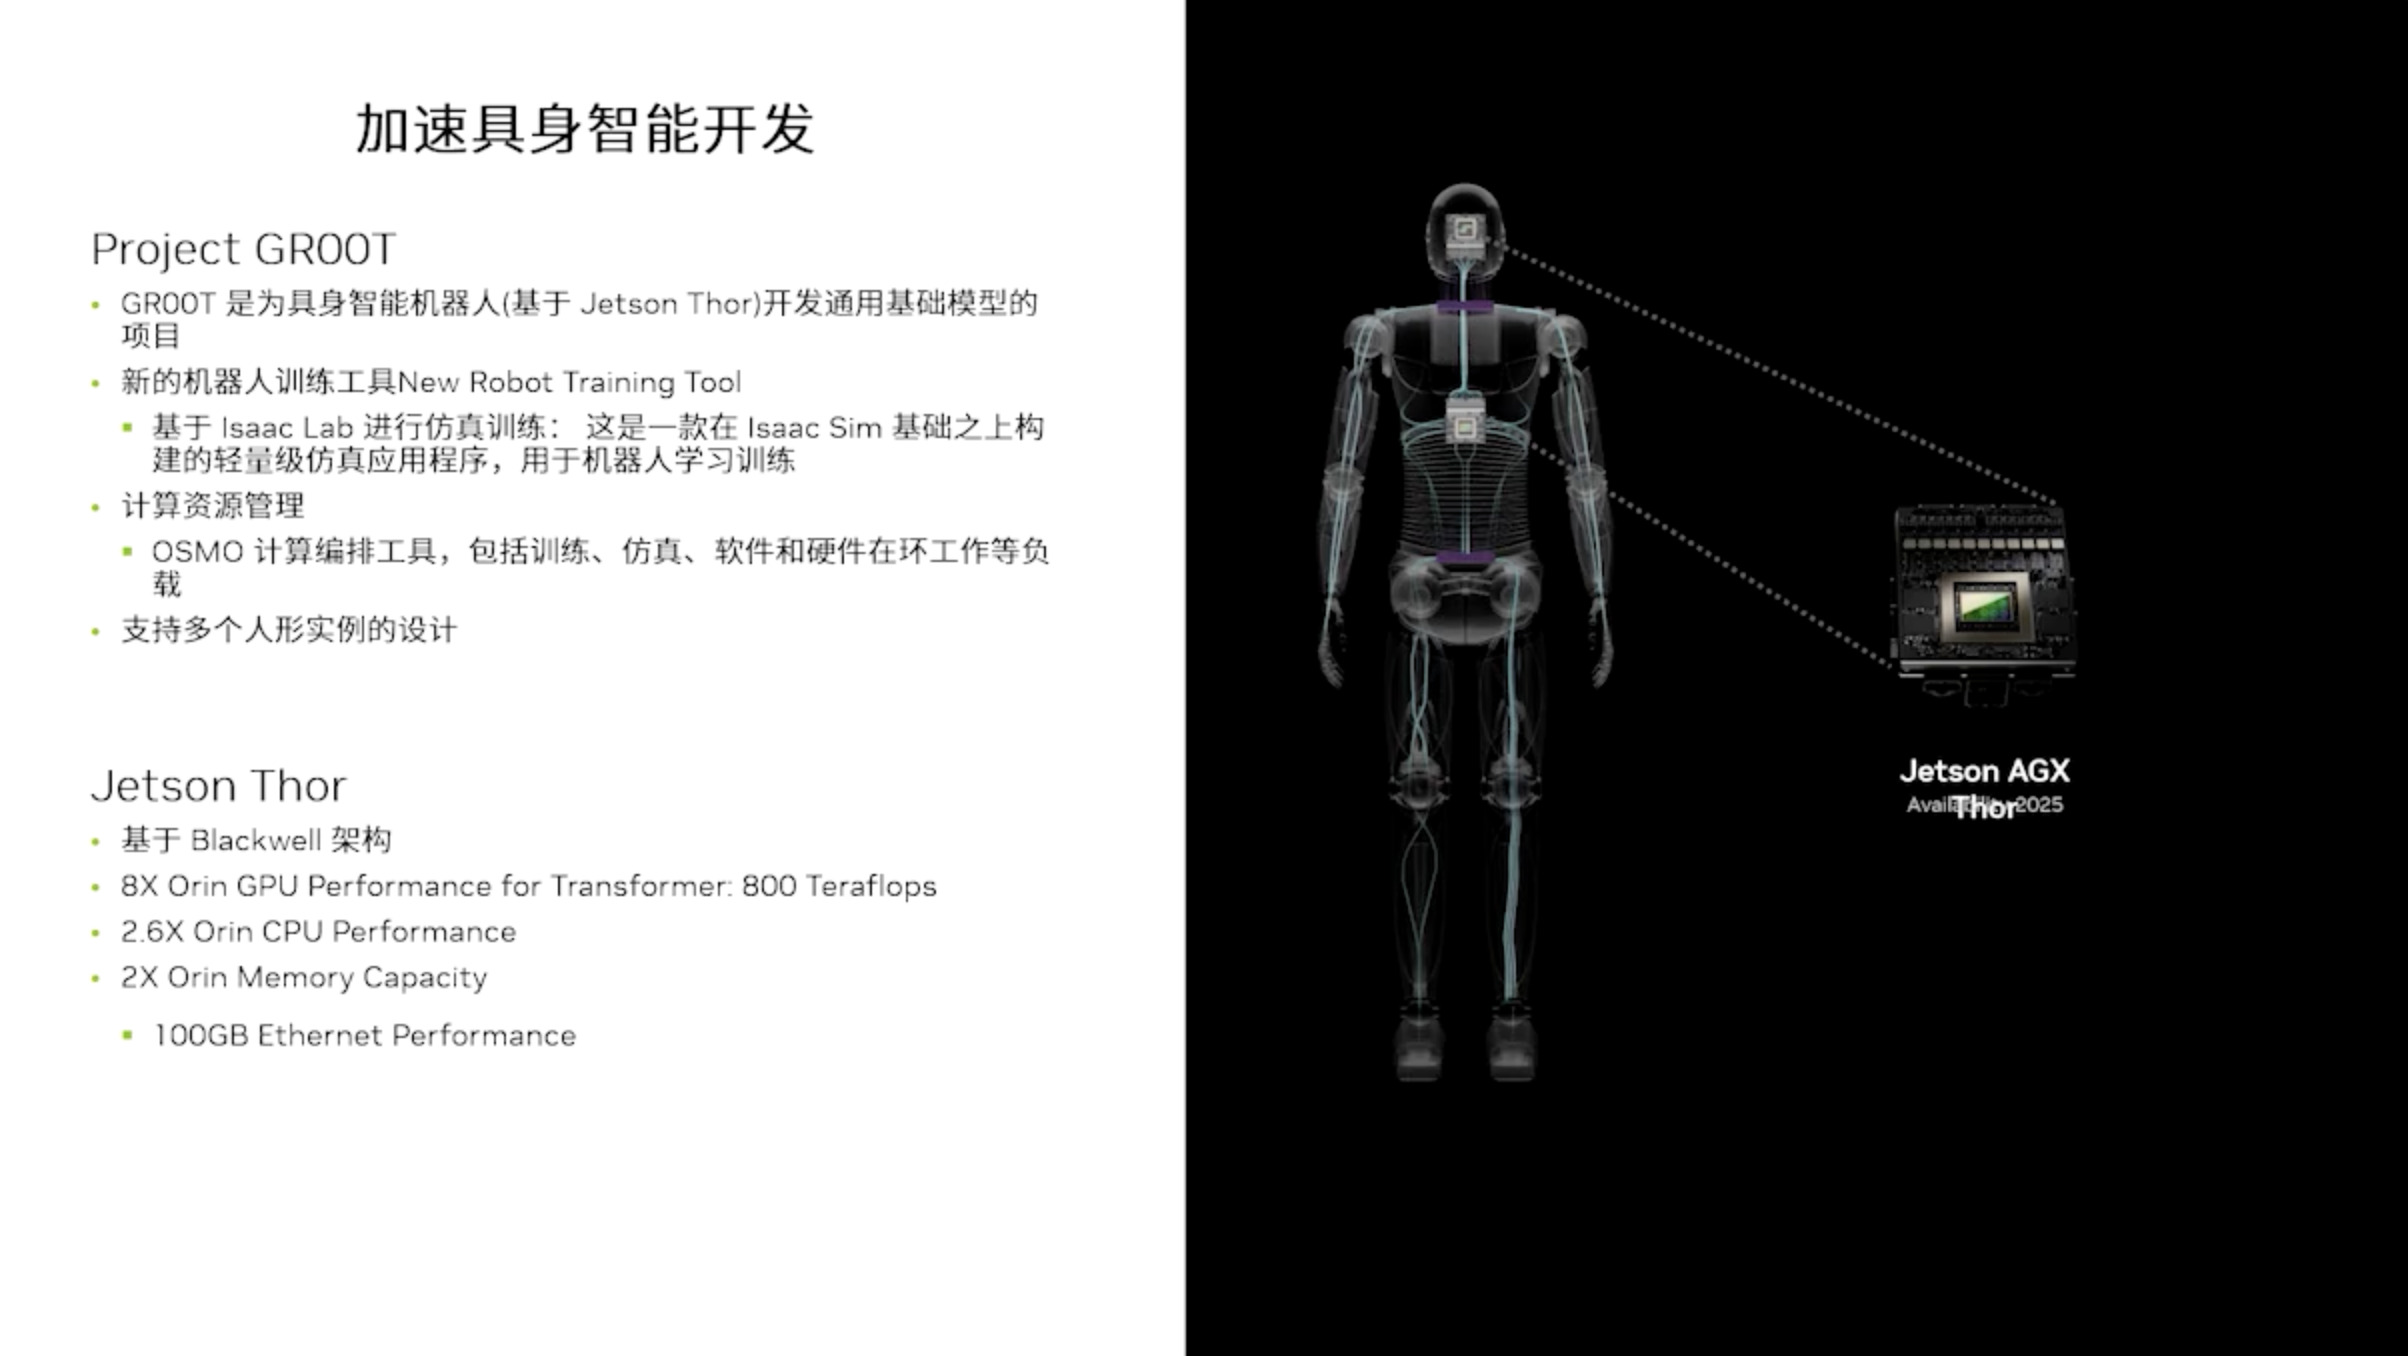 加速具身智能开发
Project GR00T
• GR00T 是为具身智能机器人(基于 Jetson Thor)开发通用基础模型的
项目
• 新的机器人训练工具New Robot Training Tool
▪ 基于 Isaac Lab 进行仿真训练： 这是一款在 Isaac Sim 基础之上构
建的轻量级仿真应用程序，用于机器人学习训练
• 计算资源管理
▪ OSMO 计算编排工具，包括训练、仿真、软件和硬件在环工作等负
载
• 支持多个人形实例的设计
Jetson Thor
• 基于 Blackwell 架构
• 8X Orin GPU Performance for Transformer: 800 Teraflops
• 2.6X Orin CPU Performance
• 2X Orin Memory Capacity
▪ 100GB Ethernet Performance
Jetson AGX
Thor
Availability 2025